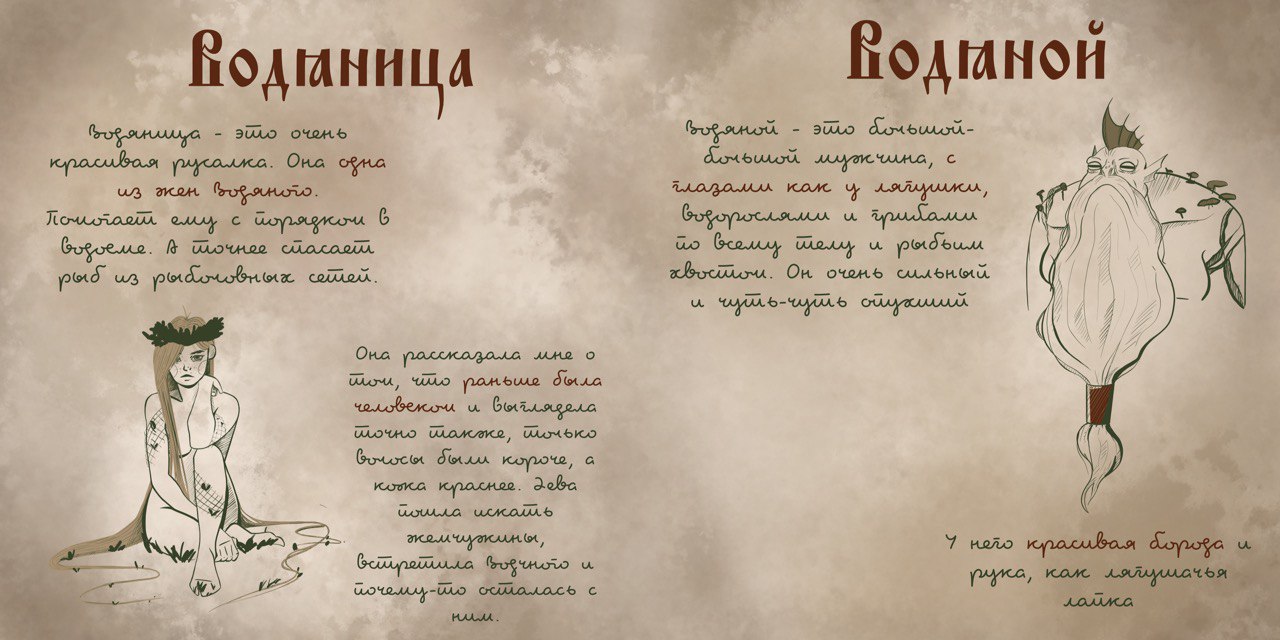 Водяница
Водяница - это очень
красивая русалка. Она одна
из жен Водяного.
Помогает ему с порядком в
водоеме. А точнее спасает
рыб из рыболовных сетей.
Она рассказала мне о
том, что раньше была
человеком и выглядела
точно также, только
волосы были короче, а
кожа краснее. Дева
пошла искать
жемчужины,
встретила Водяного и
почему-то осталась с
ним.
Водяной
Водяной - это большой-
большой мужчина, с
глазами как у лягушки,
водорослями и грибами
по всему телу и рыбьим
хвостом. Он очень сильный
и чуть-чуть опухший
У него красивая борода и
рука, как лягушачья
лапка